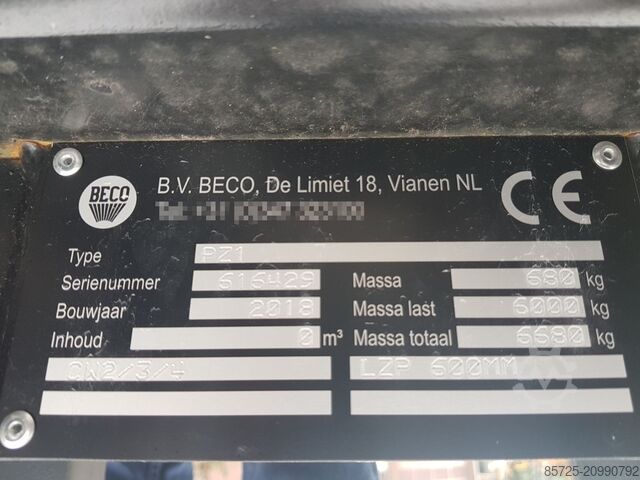 BECO
B.V. BECO, De Limiet 18, Vianen NL
CE
Type PZ1
Serienummer 616429 Massa 680 kg
Bouwjaar 2018 Massa last 6000 kg
Inhoud 0 m³ Massa totaal 6680 kg
CW2/3/4 LZP 600MM
85725-20990792